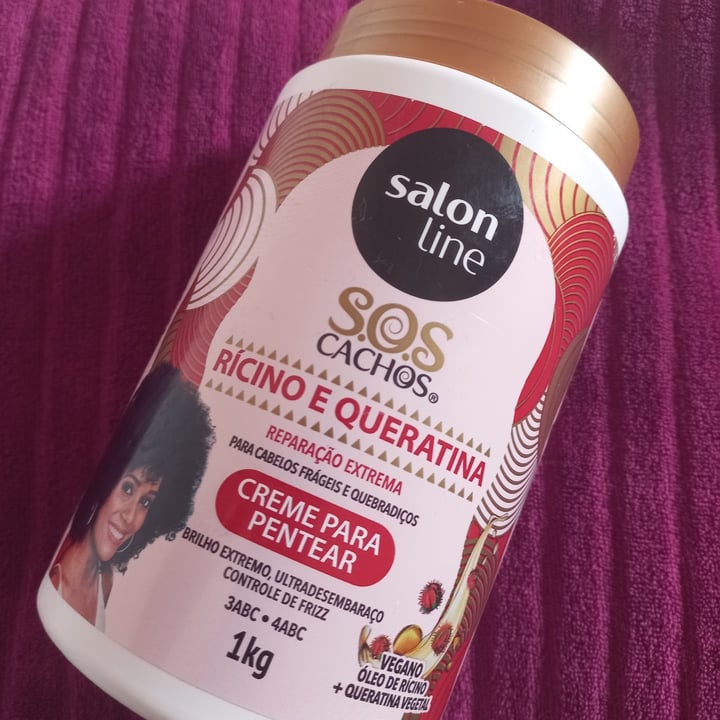 salon
line
S.O.S
CACHOS®
RÍCINO E QUERATINA
REPARAÇÃO EXTREMA
PARA CABELOS FRÁGEIS E QUEBRADIÇOS
CREME PARA
PENTEAR
BRILHO EXTREMO, ULTRADESEMBARAÇO
CONTROLE DE FRIZZ
3ABC • 4ABC
1kg
VEGANO
ÓLEO DE RÍCINO
+ QUERATINA VEGETAL